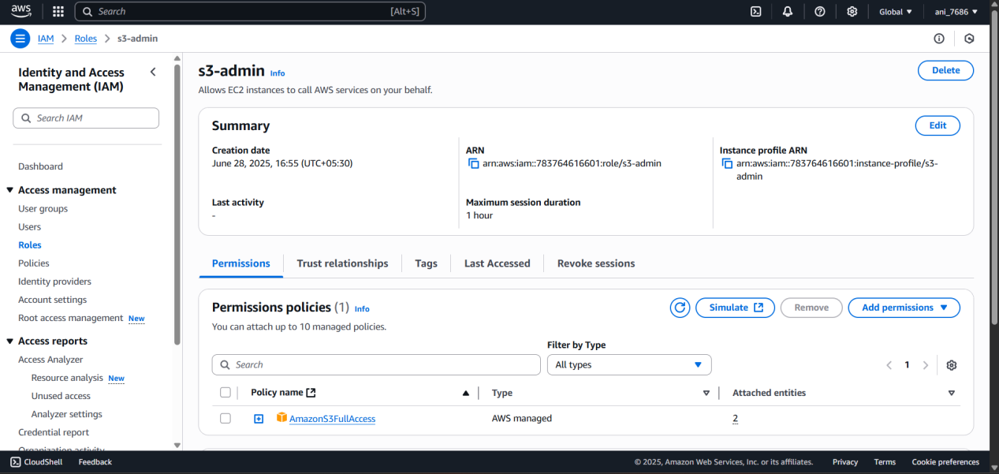 aws
Search [Alt+S]
Global ▼
ani_7686 ▼
IAM > Roles > s3-admin
Identity and Access
Management (IAM)
Search IAM
Dashboard
Access management
User groups
Users
Roles
Policies
Identity providers
Account settings
Root access management New
Access reports
Access Analyzer
Resource analysis New
Unused access
Analyzer settings
Credential report
Organization activity
s3-admin Info
Delete
Allows EC2 instances to call AWS services on your behalf.
Summary
Edit
Creation date
June 28, 2025, 16:55 (UTC+05:30)
Last activity
-
ARN
arn:aws:iam::783764616601:role/s3-admin
Maximum session duration
1 hour
Instance profile ARN
arn:aws:iam::783764616601:instance-profile/s3-
admin
Permissions Trust relationships Tags Last Accessed Revoke sessions
Permissions policies (1) Info
Simulate Remove Add permissions ▼
You can attach up to 10 managed policies.
Filter by Type
Search All types 1
Policy name Type Attached entities
AmazonS3FullAccess AWS managed 2
CloudShell Feedback © 2025, Amazon Web Services, Inc. or its affiliates. Privacy Terms Cookie preferences